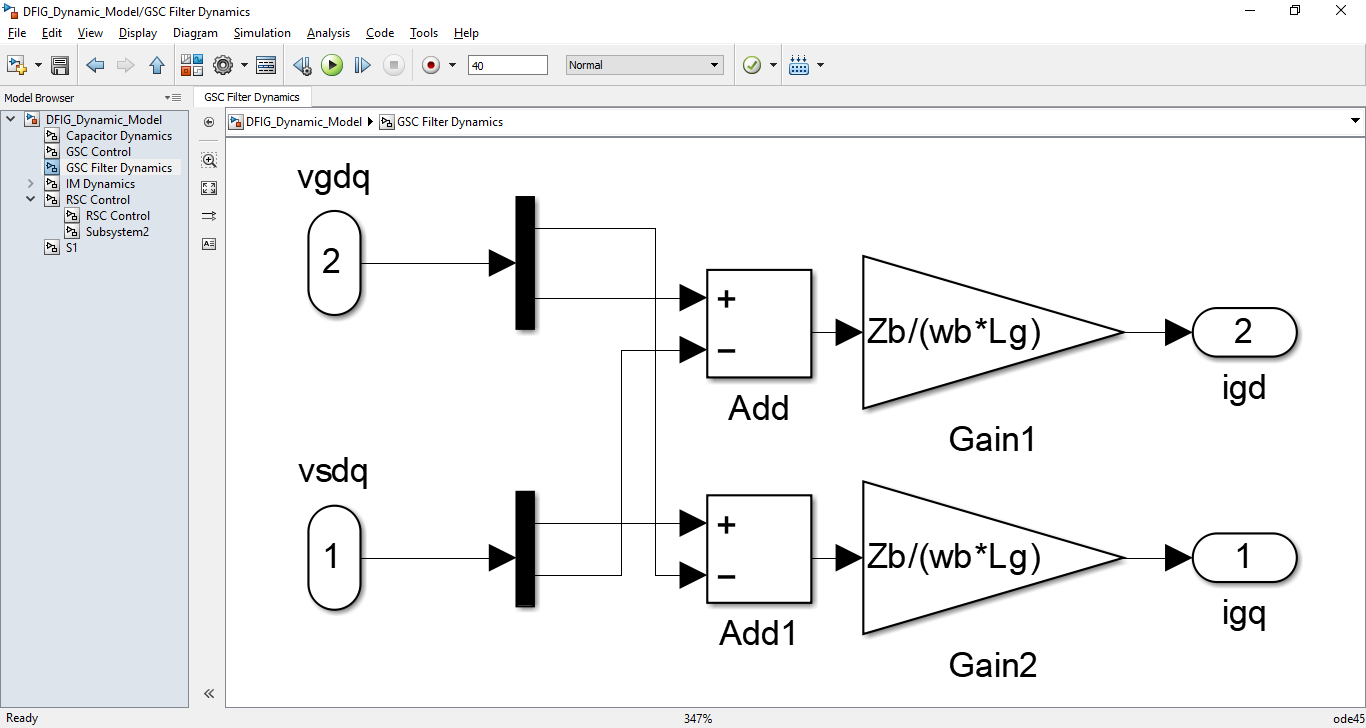 DFIG_Dynamic_Model/GSC Filter Dynamics
File Edit View Display Diagram Simulation Analysis Code Tools Help
40
Normal
Model Browser
GSC Filter Dynamics
DFIG_Dynamic_Model
Capacitor Dynamics
GSC Control
GSC Filter Dynamics
IM Dynamics
RSC Control
RSC Control
Subsystem2
S1
DFIG_Dynamic_Model GSC Filter Dynamics
vgdq
2
+
−
Add
Zb/(wb*Lg)
Gain1
2
igd
vsdq
1
+
−
Add1
Zb/(wb*Lg)
Gain2
1
igq
Ready
347%
ode45